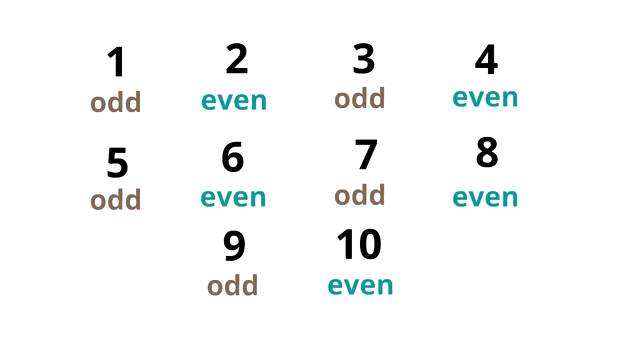 1 2 3 4
odd even odd even
5 6 7 8
odd even odd even
9 10
odd even